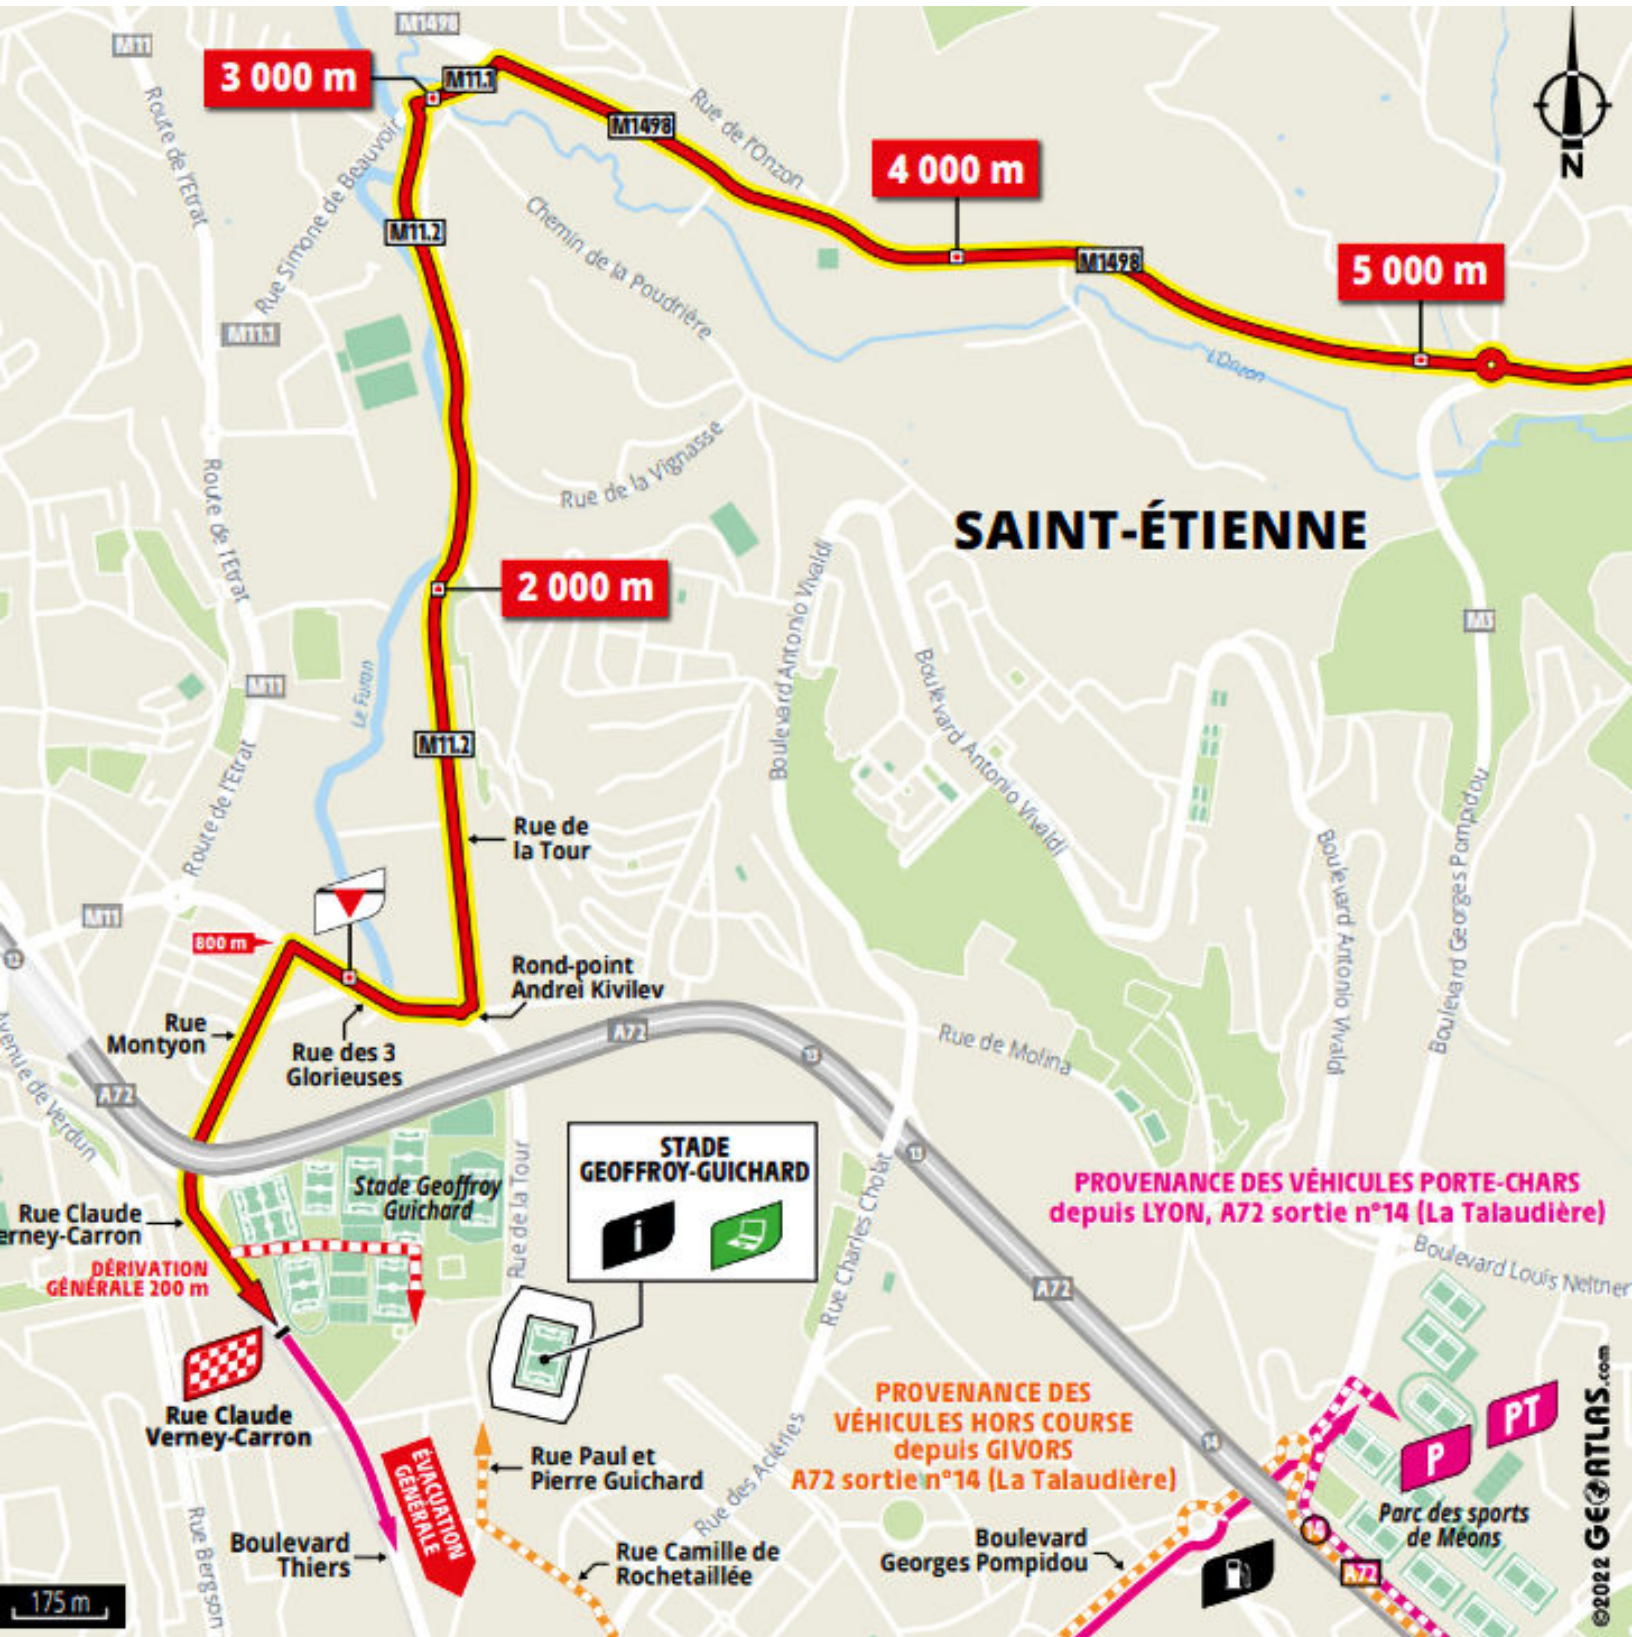 M1498
M11
3 000 m
M11.1
M1498
Rue de l'Onzon
Route de l'Etrat
Rue Simone de Beauvoir
4 000 m
N
M11.2
Chemin de la Poudrière
M1498
5 000 m
M11.1
L'Onzon
Rue de la Vignasse
SAINT-ÉTIENNE
Route de l'Etrat
Boulevard Antonio Vivaldi
2 000 m
M3
Le Furan
M11
Boulevard Antonio Vivaldi
M11.2
Route de l'Etrat
Rue de
la Tour
Boulevard Antonio Vivaldi
Boulevard Georges Pompidou
M11
800 m
12
Rond-point
Andreï Kivilev
Rue
Montyon
Rue des 3
Glorieuses
A72
13
Rue de Molina
A72
Avenue de Verdun
STADE
GEOFFROY-GUICHARD
i
13
Stade Geoffroy
Guichard
Rue de la Tour
Rue Charles Cholat
PROVENANCE DES VÉHICULES PORTE-CHARS
depuis LYON, A72 sortie n°14 (La Talaudière)
Rue Claude
erney-Carron
Boulevard Louis Neltner
DÉRIVATION
GÉNÉRALE 200 m
A72
PROVENANCE DES
VÉHICULES HORS COURSE
depuis GIVORS
A72 sortie n°14 (La Talaudière)
Rue Claude
Verney-Carron
14
P
PT
ÉVACUATION
GÉNÉRALE
Rue Paul et
Pierre Guichard
Rue des Aciéries
Parc des sports
de Méons
Rue Bergson
Boulevard
Thiers
Rue Camille de
Rochetaillée
Boulevard
Georges Pompidou
A72
175 m
©2022 GEOATLAS.com